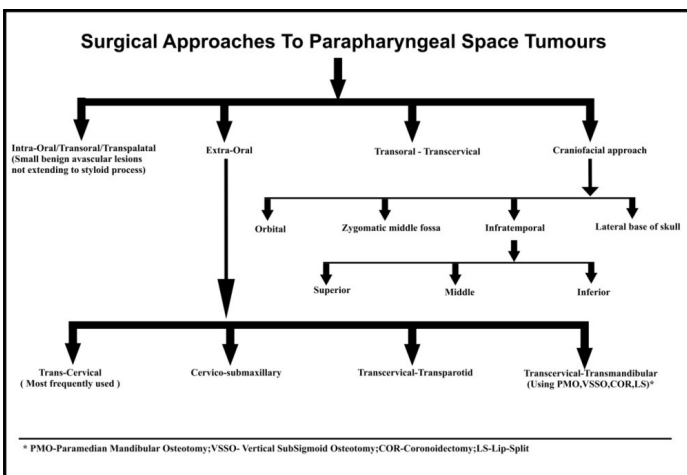 Surgical Approaches To Parapharyngeal Space Tumours
Intra-Oral/Transoral/Transpalatal
(Small benign avascular lesions
not extending to styloid process)
Extra-Oral
Transoral - Transcervical
Craniofacial approach
Orbital
Zygomatic middle fossa
Infratemporal
Lateral base of skull
Superior
Middle
Inferior
Trans-Cervical
( Most frequently used )
Cervico-submaxillary
Transcervical-Transparotid
Transcervical-Transmandibular
(Using PMO,VSSO,COR,LS)*
* PMO-Paramedian Mandibular Osteotomy;VSSO- Vertical SubSigmoid Osteotomy;COR-Coronoidectomy;LS-Lip-Split